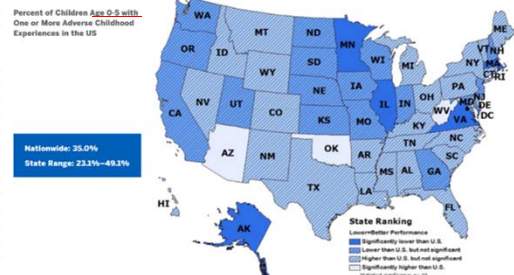 Percent of Children Age 0-5 with
One or More Adverse Childhood
Experiences in the US
Nationwide: 35.0%
State Range: 23.1%–49.1%
WA
OR
CA
NV
ID
MT
WY
UT
AZ
CO
NM
ND
SD
NE
KS
OK
TX
MN
IA
MO
AR
LA
WI
IL
MI
IN
OH
KY
TN
MS
AL
GA
FL
SC
NC
VA
WV
PA
NY
VT
NH
ME
MA
CT
RI
NJ
MD
DE
DC
HI
AK
State Ranking
Lower=Better Performance
Significantly lower than U.S.
Lower than U.S. but not significant
Higher than U.S. but not significant
Significantly higher than U.S.